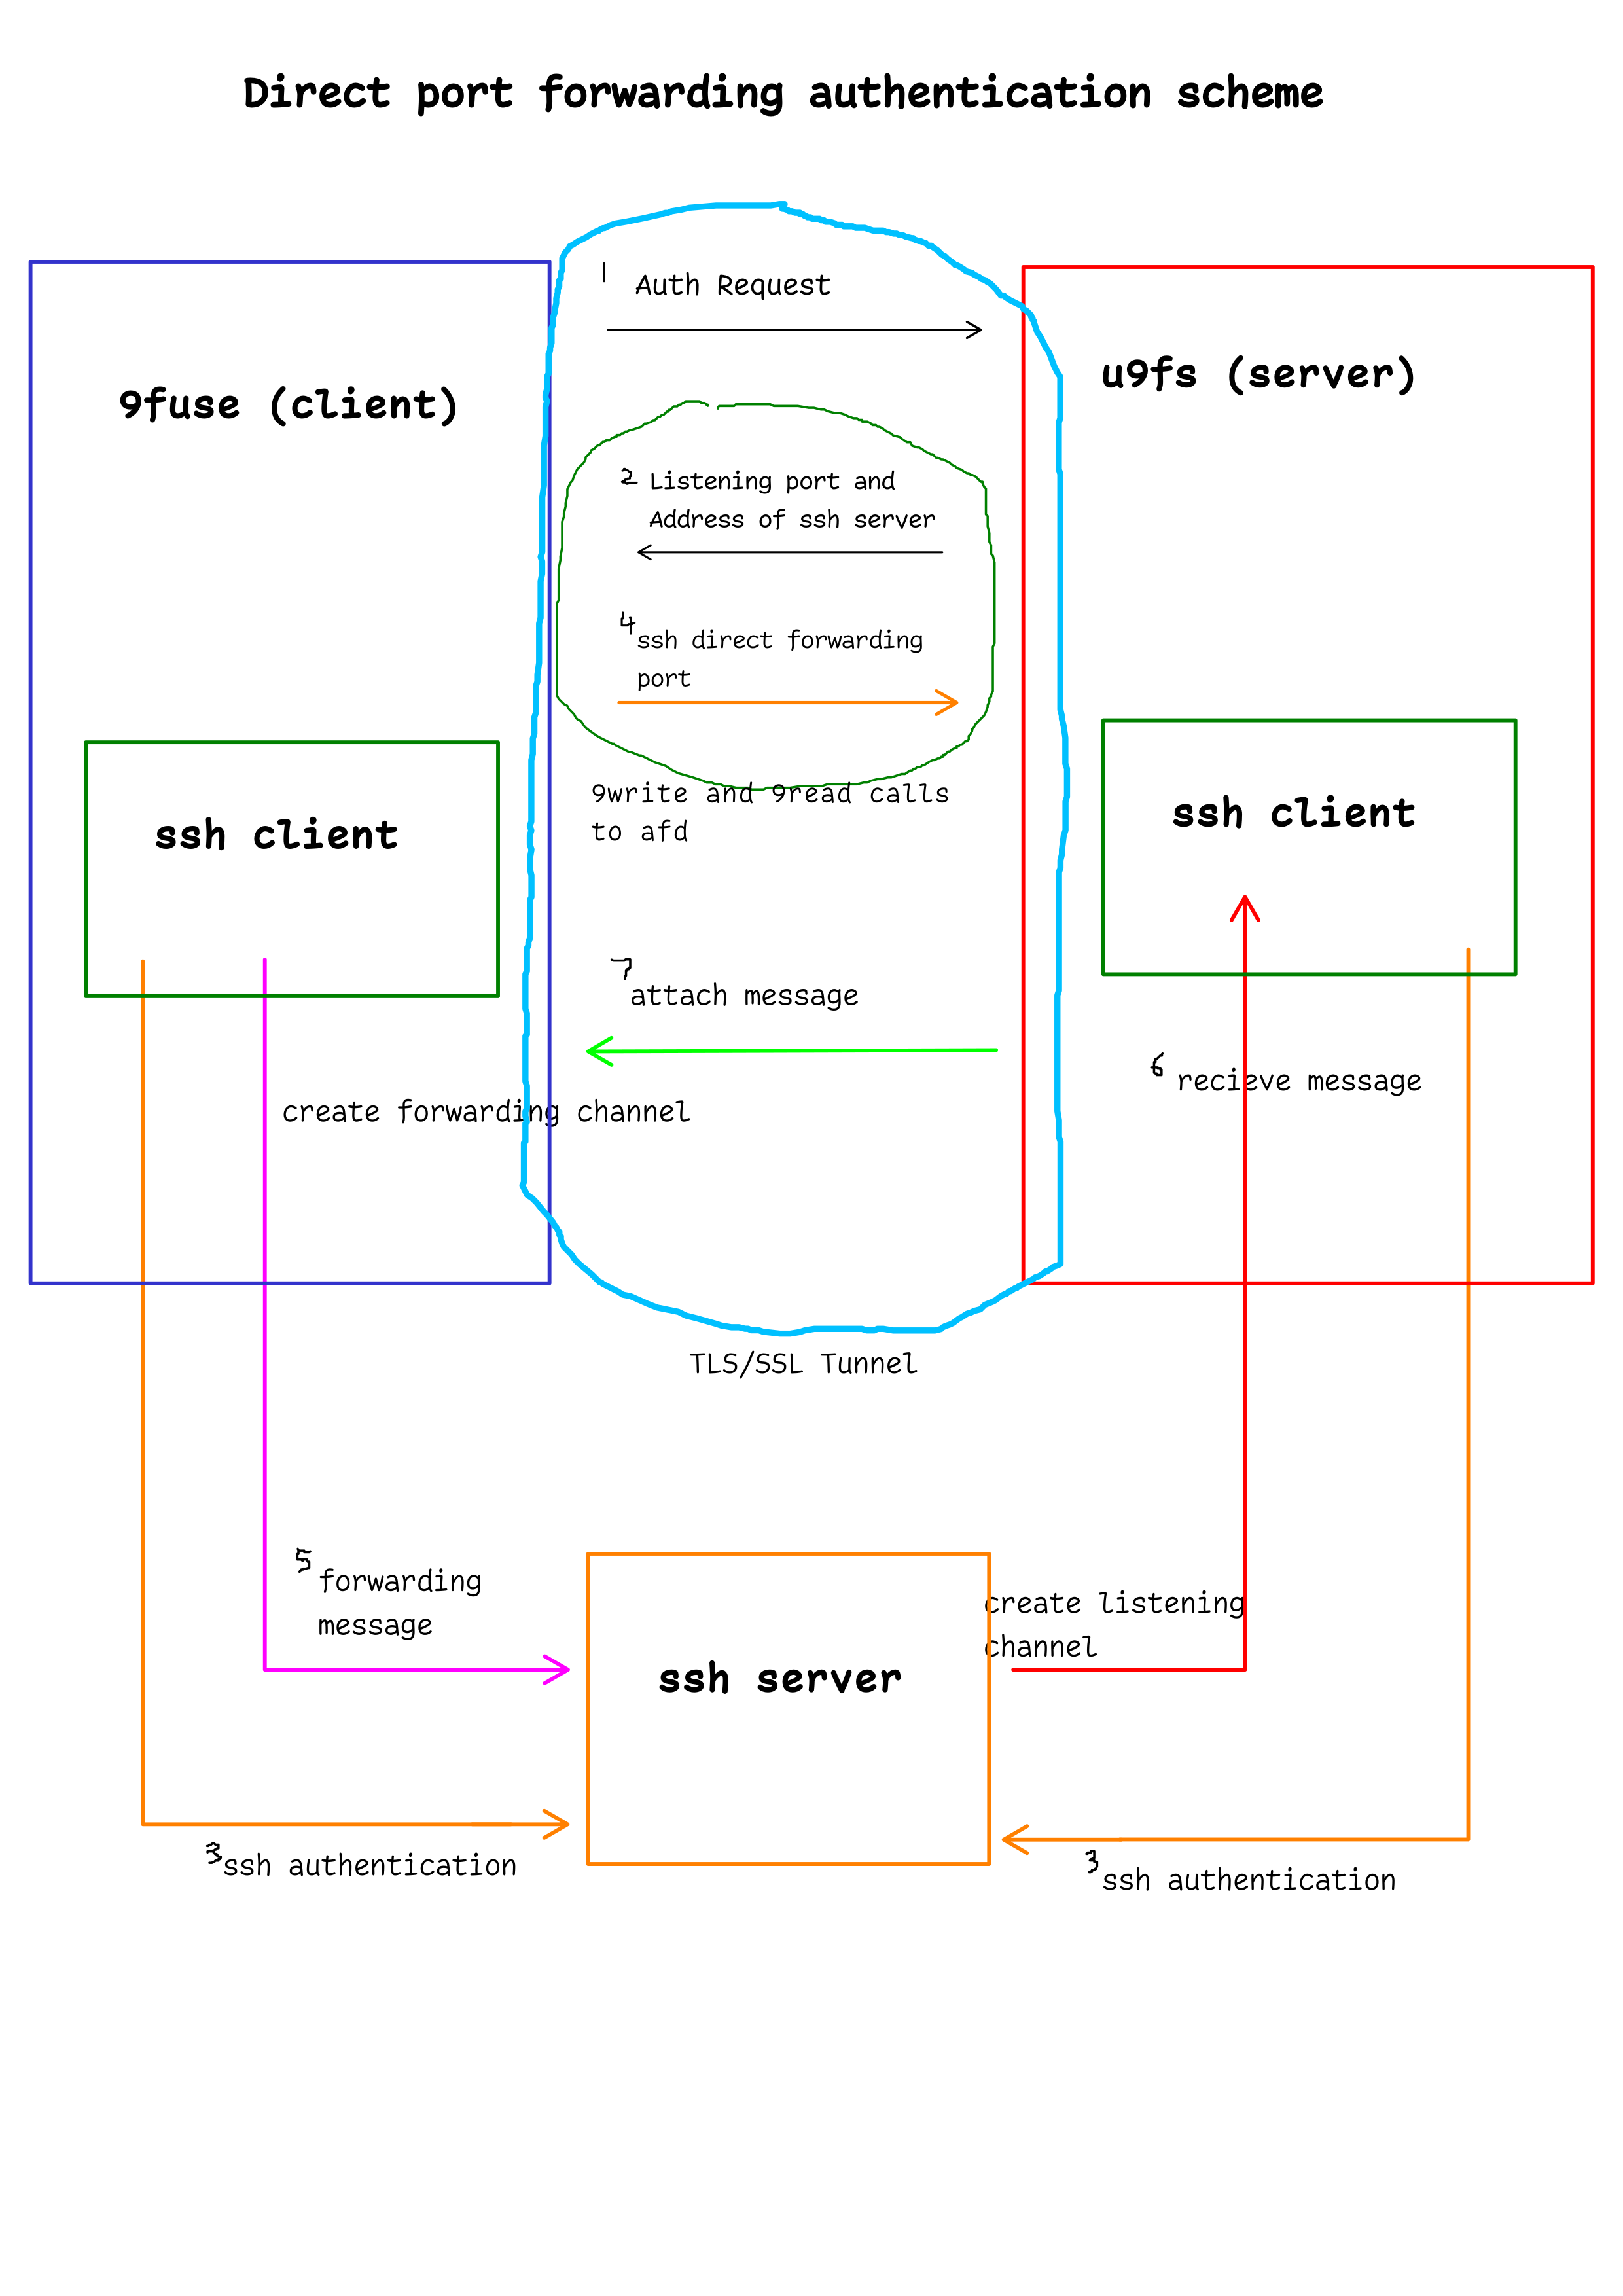 Direct port forwarding authentication scheme
1 Auth Request
9fuse (client)
u9fs (server)
2 Listening port and
Address of ssh server
4 ssh direct forwarding
port
9write and 9read calls
to afd
ssh client
ssh client
7 attach message
6 recieve message
create forwarding channel
TLS/SSL Tunnel
5 forwarding
message
create listening
channel
ssh server
3 ssh authentication
3 ssh authentication